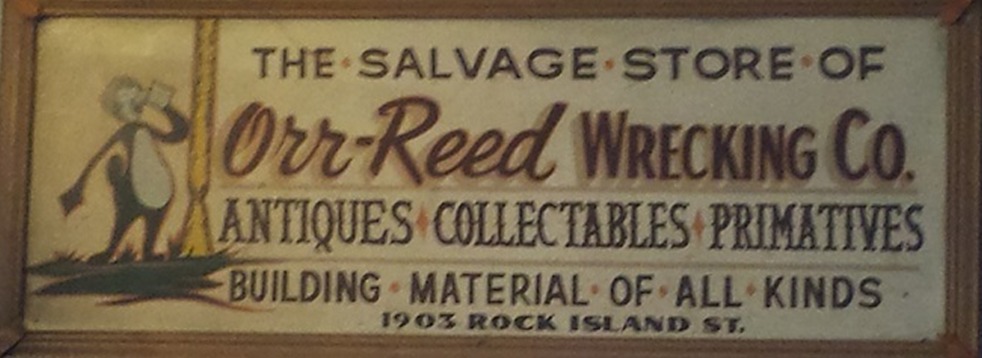 THE · SALVAGE · STORE · OF
Orr-Reed WRECKING CO.
ANTIQUES · COLLECTABLES · PRIMATIVES
BUILDING · MATERIAL · OF · ALL · KINDS
1903 ROCK ISLAND ST.